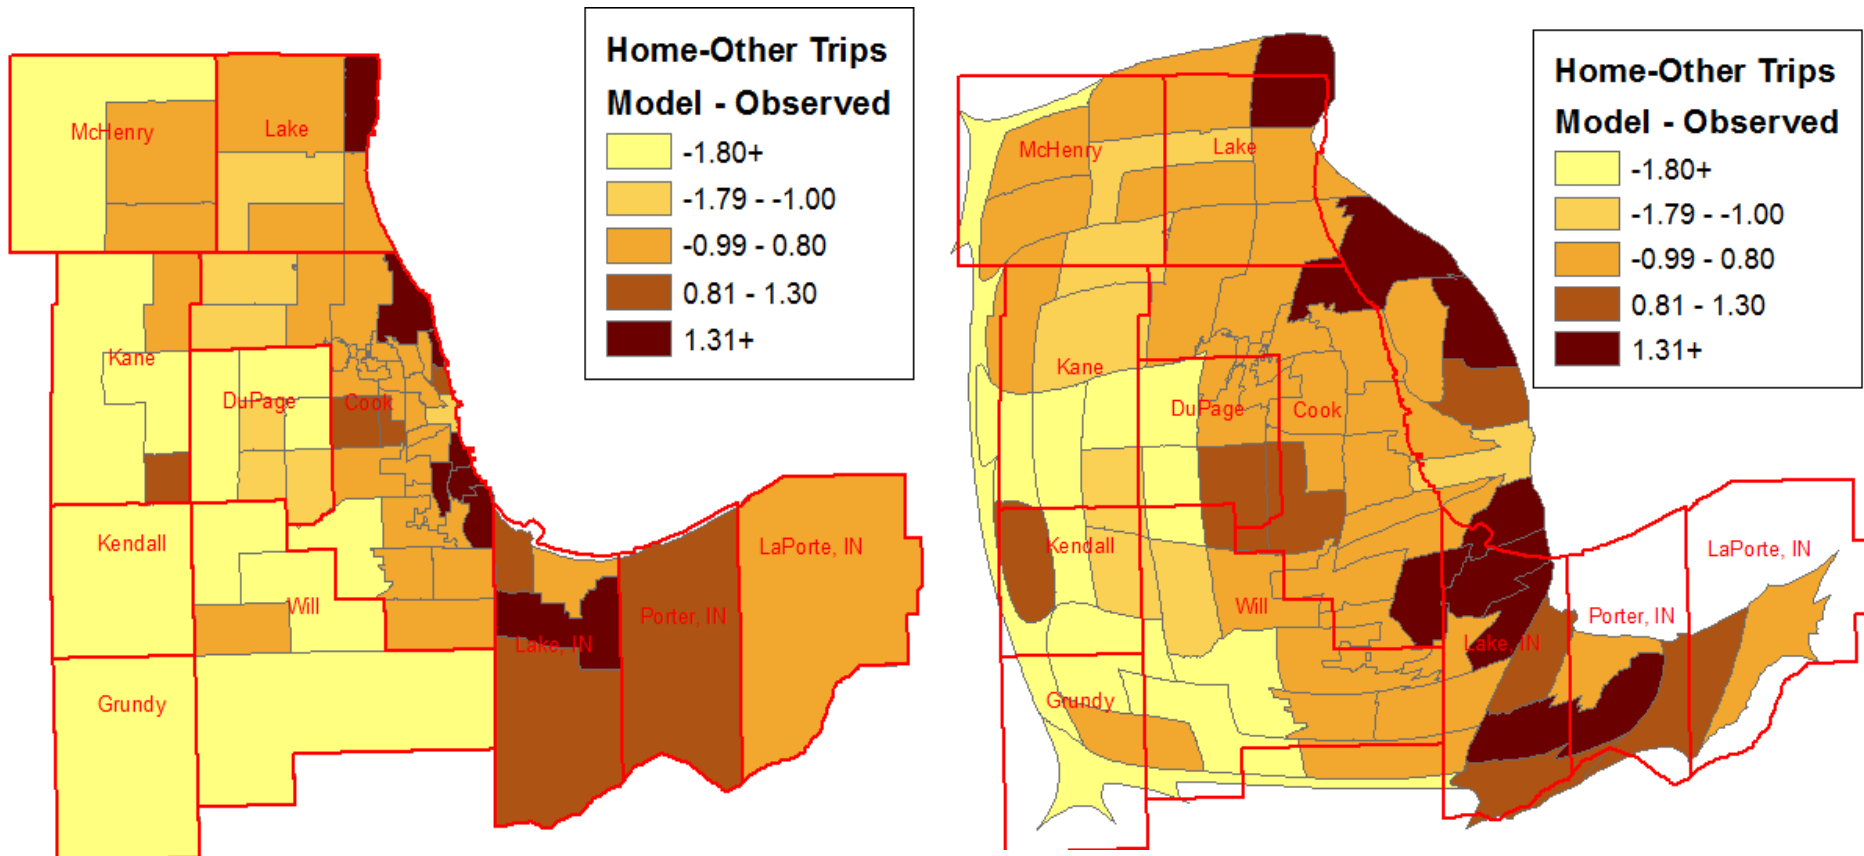 Home-Other Trips
Model - Observed
-1.80+
-1.79 - -1.00
-0.99 - 0.80
0.81 - 1.30
1.31+
McHenry
Lake
Kane
DuPage
Cook
Kendall
Will
Grundy
LaPorte, IN
Porter, IN
Lake, IN
Home-Other Trips
Model - Observed
-1.80+
-1.79 - -1.00
-0.99 - 0.80
0.81 - 1.30
1.31+
McHenry
Lake
Kane
DuPage
Cook
Kendall
Will
Grundy
LaPorte, IN
Porter, IN
Lake, IN